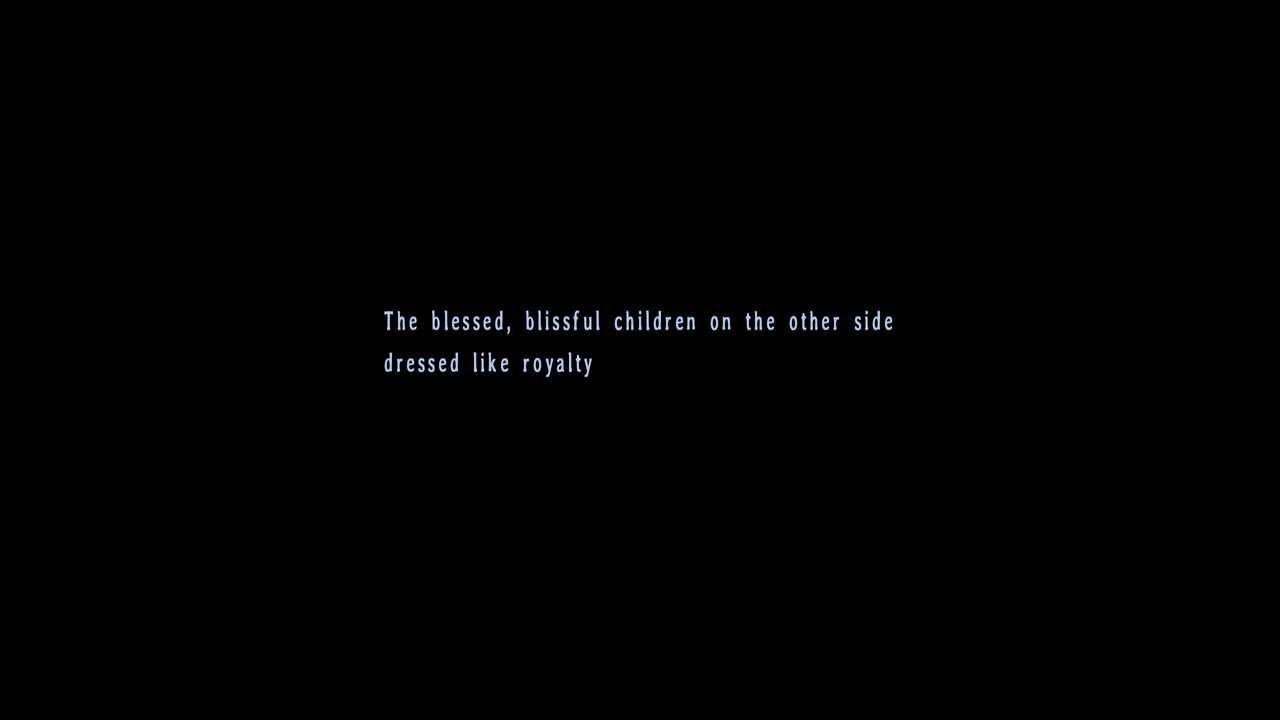 The blessed, blissful children on the other side
dressed like royalty